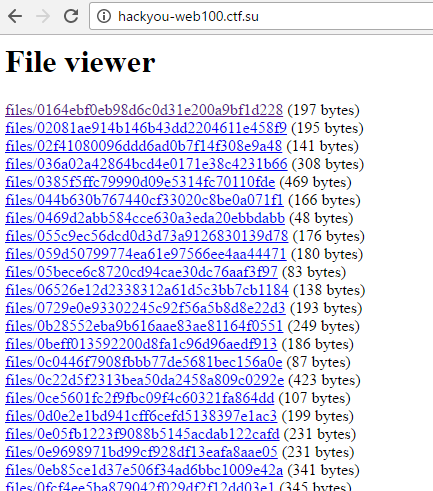 hackyou-web100.ctf.su
File viewer
files/0164ebf0eb98d6c0d31e200a9bf1d228 (197 bytes)
files/02081ae914b146b43dd2204611e458f9 (195 bytes)
files/02f41080096ddd6ad0b7f14f308e9a48 (141 bytes)
files/036a02a42864bcd4e0171e38c4231b66 (308 bytes)
files/0385f5ffc79990d09e5314fc70110fde (469 bytes)
files/044b630b767440cf33020c8be0a071f1 (166 bytes)
files/0469d2abb584cce630a3eda20ebbdabb (48 bytes)
files/055c9ec56dcd0d3d73a9126830139d78 (176 bytes)
files/059d50799774ea61e97566ee4aa44471 (180 bytes)
files/05bece6c8720cd94cae30dc76aaf3f97 (83 bytes)
files/06526e12d2338312a61d5c3bb7cb1184 (138 bytes)
files/0729e0e93302245c92f56a5b8d8e22d3 (193 bytes)
files/0b28552eba9b616aae83ae81164f0551 (249 bytes)
files/0beff013592200d8fa1c96d96aedf913 (186 bytes)
files/0c0446f7908fbbb77de5681bec156a0e (87 bytes)
files/0c22d5f2313bea50da2458a809c0292e (423 bytes)
files/0ce5601fc2f9fbc09f4c60321fa864dd (107 bytes)
files/0d0e2e1bd941cff6cefd5138397e1ac3 (199 bytes)
files/0e05fb1223f9088b5145acdab122cafd (231 bytes)
files/0e9698971bd99cf928df13eafa8aae05 (231 bytes)
files/0eb85ce1d37e506f34ad6bbc1009e42a (341 bytes)
files/0fcf4ee5ba879042f029df2f12dd03e1 (345 bytes)